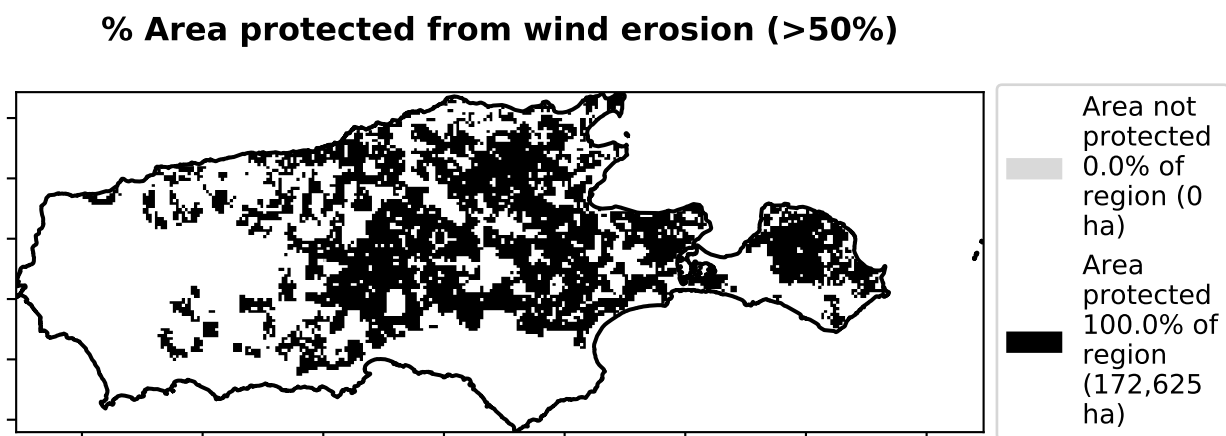 % Area protected from wind erosion (>50%)
Area not
protected
0.0% of
region (0
ha)
Area
protected
100.0% of
region
(172,625
ha)